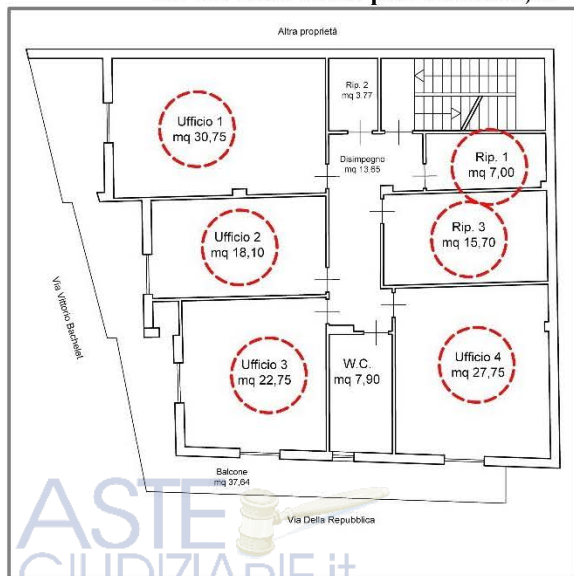 Altra proprietà
Ufficio 1
mq 30,75
Rip. 2
mq 3.77
Disimpegno
mq 13.65
Rip. 1
mq 7,00
Ufficio 2
mq 18,10
Rip. 3
mq 15,70
Via Vittorio Bachelet
Ufficio 3
mq 22,75
W.C.
mq 7,90
Ufficio 4
mq 27,75
Balcone
mq 37,64
Via Della Repubblica
ASTE
GIUDIZIARIE.it